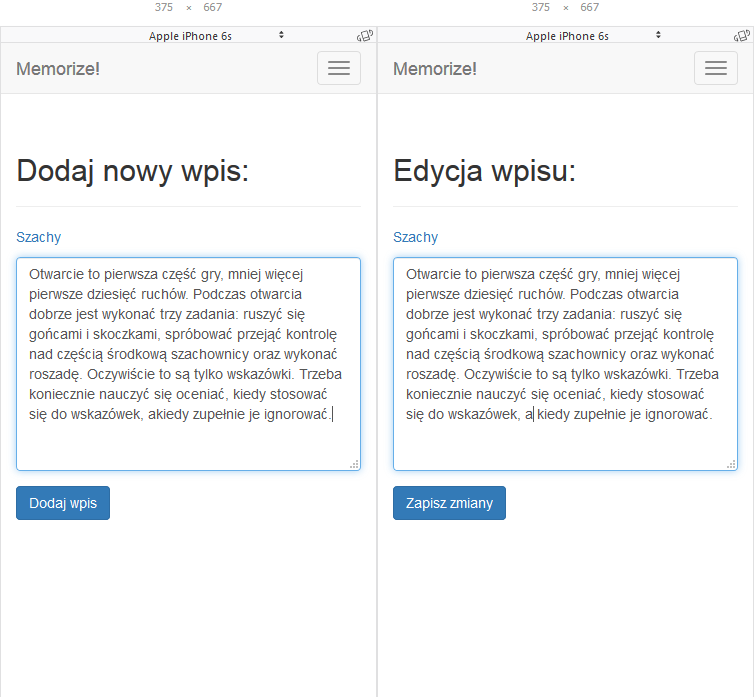 375 × 667
Apple iPhone 6s
Memorize!
Dodaj nowy wpis:
Szachy
Otwarcie to pierwsza część gry, mniej więcej
pierwsze dziesięć ruchów. Podczas otwarcia
dobrze jest wykonać trzy zadania: ruszyć się
gońcami i skoczkami, spróbować przejąć kontrolę
nad częścią środkową szachownicy oraz wykonać
roszadę. Oczywiście to są tylko wskazówki. Trzeba
koniecznie nauczyć się oceniać, kiedy stosować
się do wskazówek, akiedy zupełnie je ignorować.
Dodaj wpis
375 × 667
Apple iPhone 6s
Memorize!
Edycja wpisu:
Szachy
Otwarcie to pierwsza część gry, mniej więcej
pierwsze dziesięć ruchów. Podczas otwarcia
dobrze jest wykonać trzy zadania: ruszyć się
gońcami i skoczkami, spróbować przejąć kontrolę
nad częścią środkową szachownicy oraz wykonać
roszadę. Oczywiście to są tylko wskazówki. Trzeba
koniecznie nauczyć się oceniać, kiedy stosować
się do wskazówek, a kiedy zupełnie je ignorować.
Zapisz zmiany